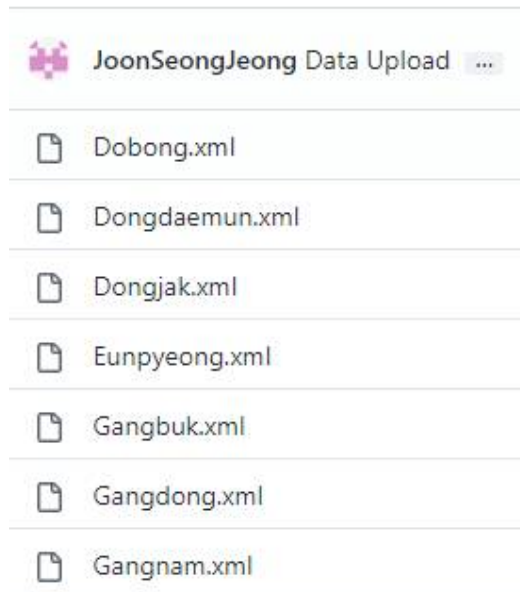 JoonSeongJeong Data Upload ...
Dobong.xml
Dongdaemun.xml
Dongjak.xml
Eunpyeong.xml
Gangbuk.xml
Gangdong.xml
Gangnam.xml